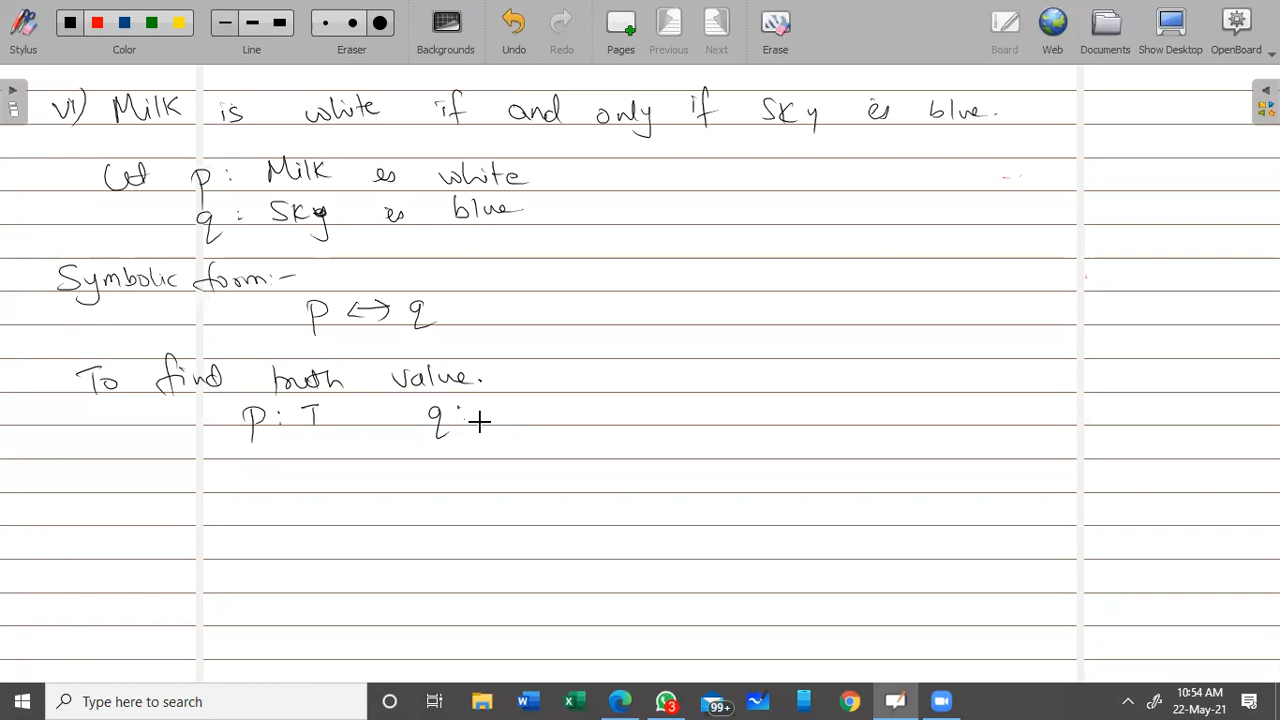 Stylus Color Line Eraser Backgrounds Undo Redo Pages Previous Next Erase Board Web Documents Show Desktop OpenBoard
vi) Milk is white if and only if Sky is blue.
Let p: Milk is white
q: Sky is blue
Symbolic form:-
p ↔ q
To find truth value.
p: T q:
Type here to search
3
99+
10:54 AM
22-May-21